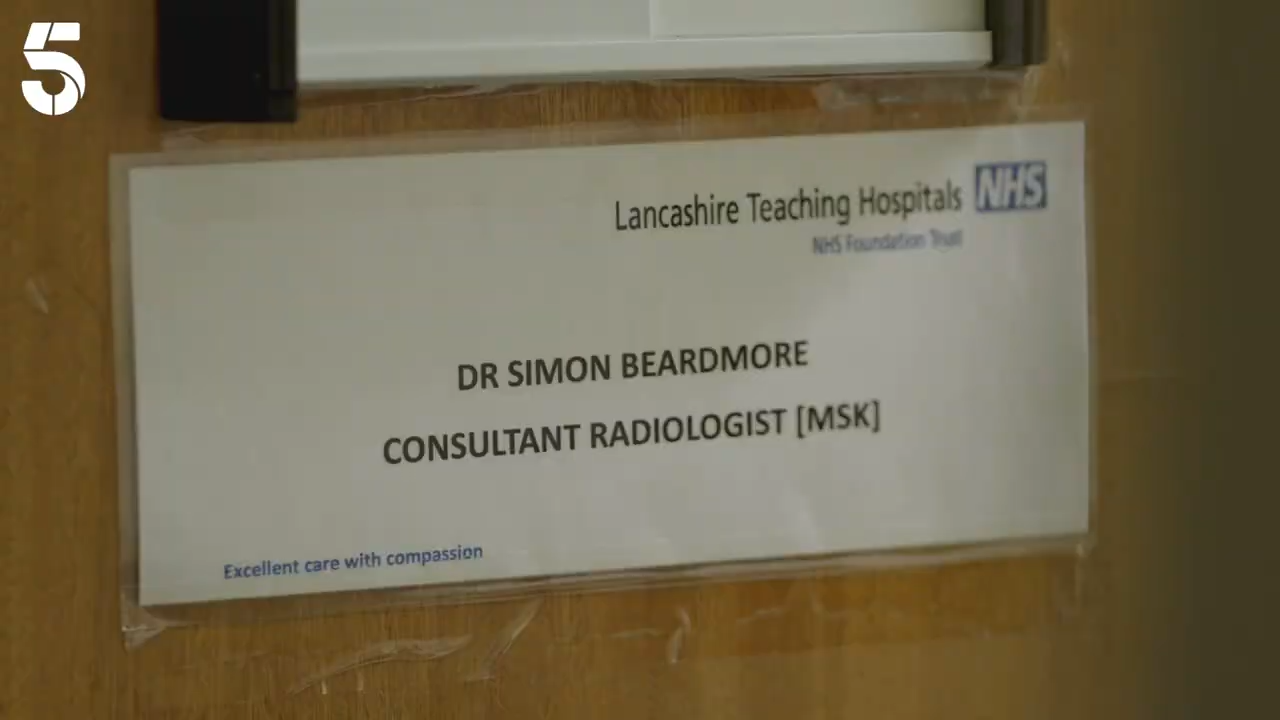 5
Lancashire Teaching Hospitals NHS
NHS Foundation Trust
DR SIMON BEARDMORE
CONSULTANT RADIOLOGIST [MSK]
Excellent care with compassion